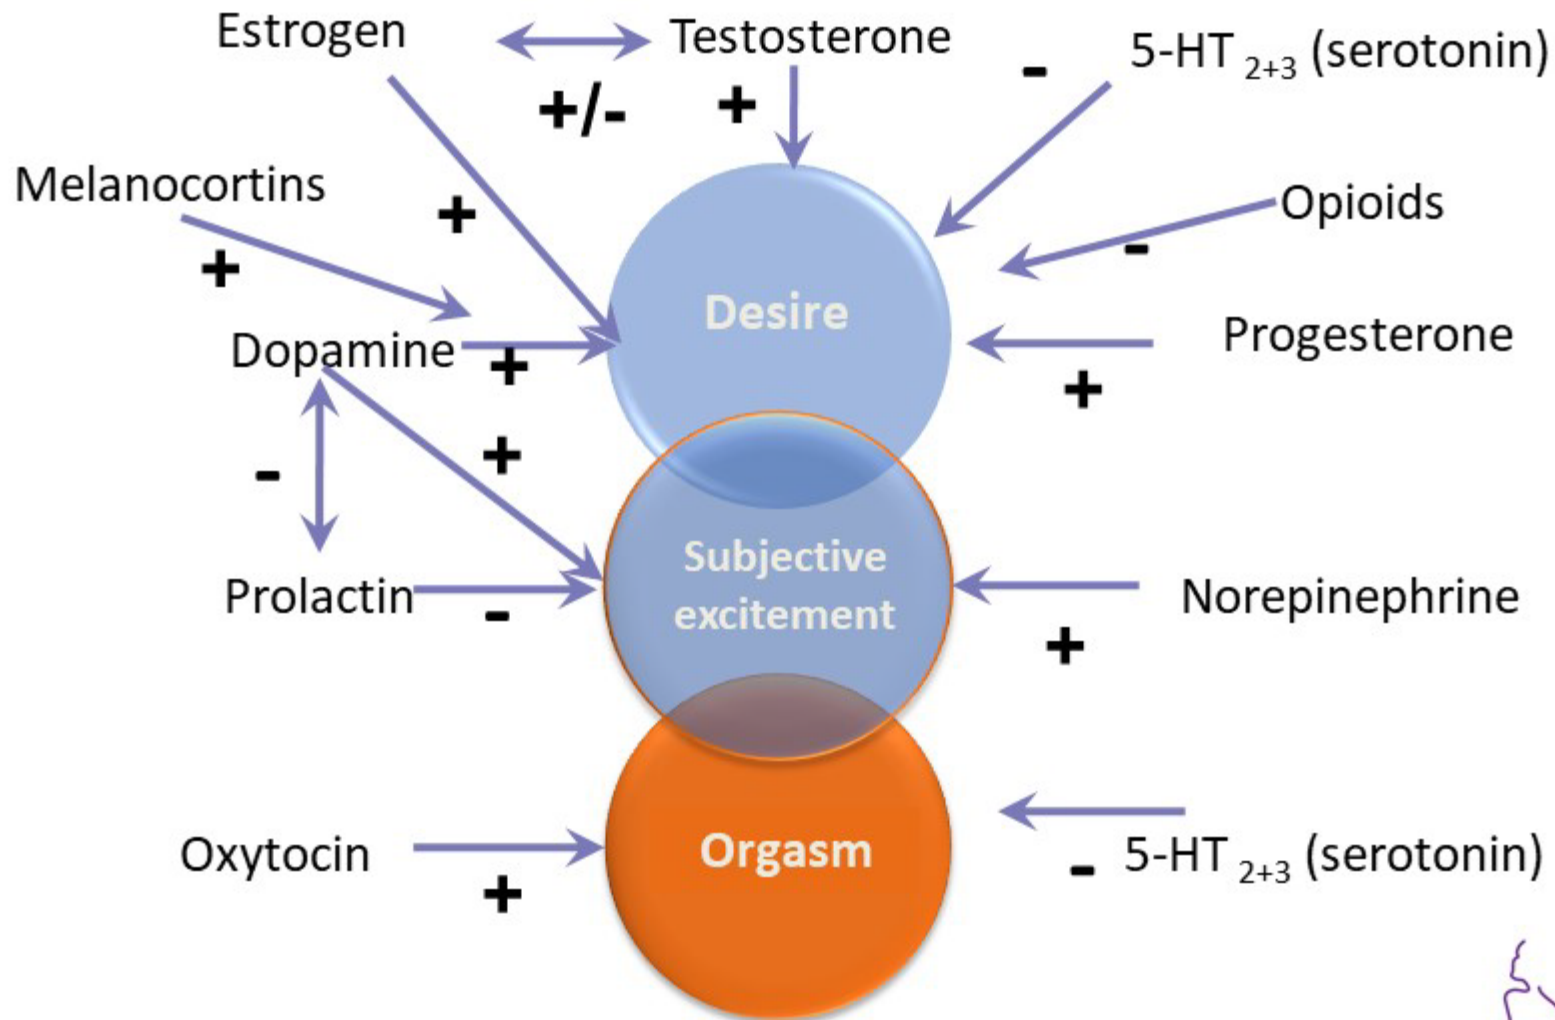 Estrogen
Testosterone
5-HT 2+3 (serotonin)
+/-
+
-
Melanocortins
+
Opioids
-
+
Desire
Progesterone
Dopamine
+
+
+
-
Subjective
excitement
Prolactin
-
Norepinephrine
+
Oxytocin
+
Orgasm
5-HT 2+3 (serotonin)
-